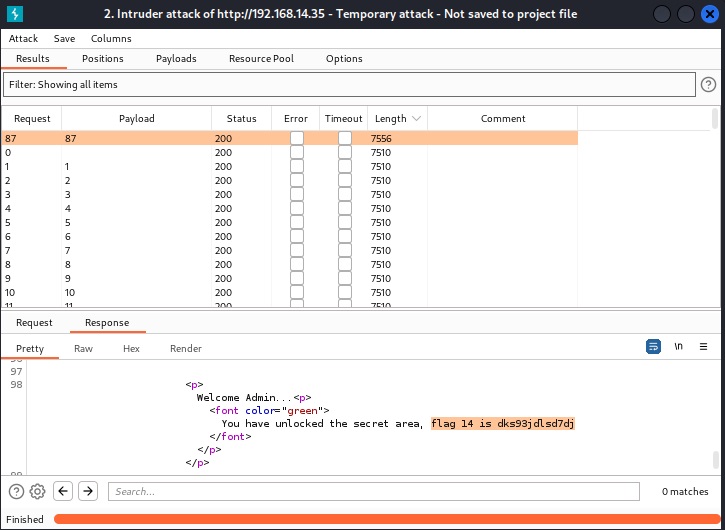 2. Intruder attack of http://192.168.14.35 - Temporary attack - Not saved to project file
Attack Save Columns
Results Positions Payloads Resource Pool Options
Filter: Showing all items
Request Payload Status Error Timeout Length Comment
87 87 200 7556
0 200 7510
1 1 200 7510
2 2 200 7510
3 3 200 7510
4 4 200 7510
5 5 200 7510
6 6 200 7510
7 7 200 7510
8 8 200 7510
9 9 200 7510
10 10 200 7510
11 11 200 7510
Request Response
Pretty Raw Hex Render
\n
96
97
98 <p>
Welcome Admin...<p>
<font color="green">
You have unlocked the secret area, flag 14 is dks93jdlsd7dj
</font>
</p>
</p>
99
Search... 0 matches
Finished